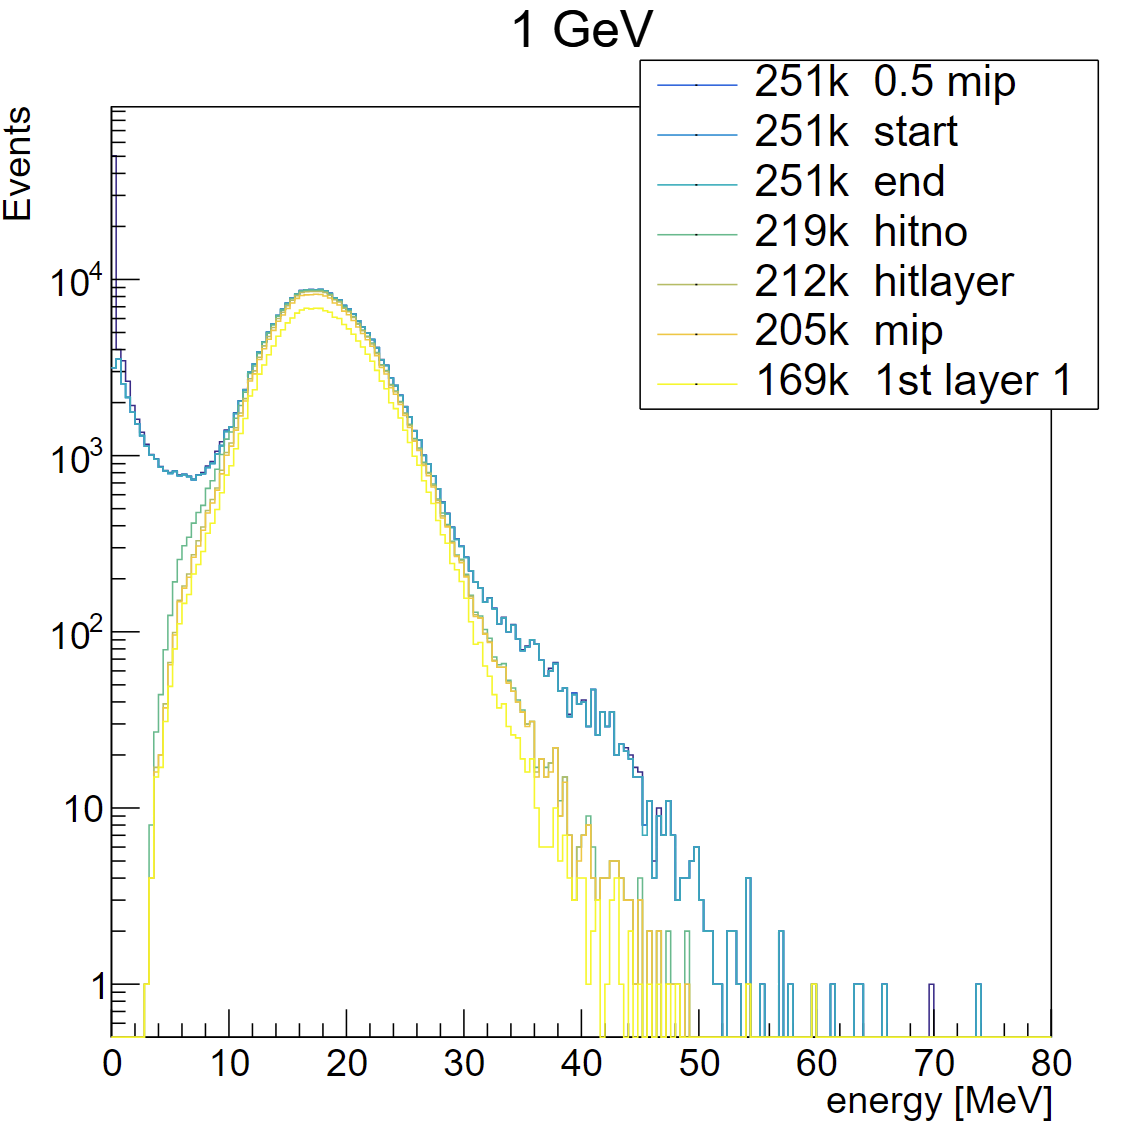 1 GeV
251k 0.5 mip
251k start
251k end
219k hitno
212k hitlayer
205k mip
169k 1st layer 1
Events
10^4
10^3
10^2
10
1
0 10 20 30 40 50 60 70 80
energy [MeV]